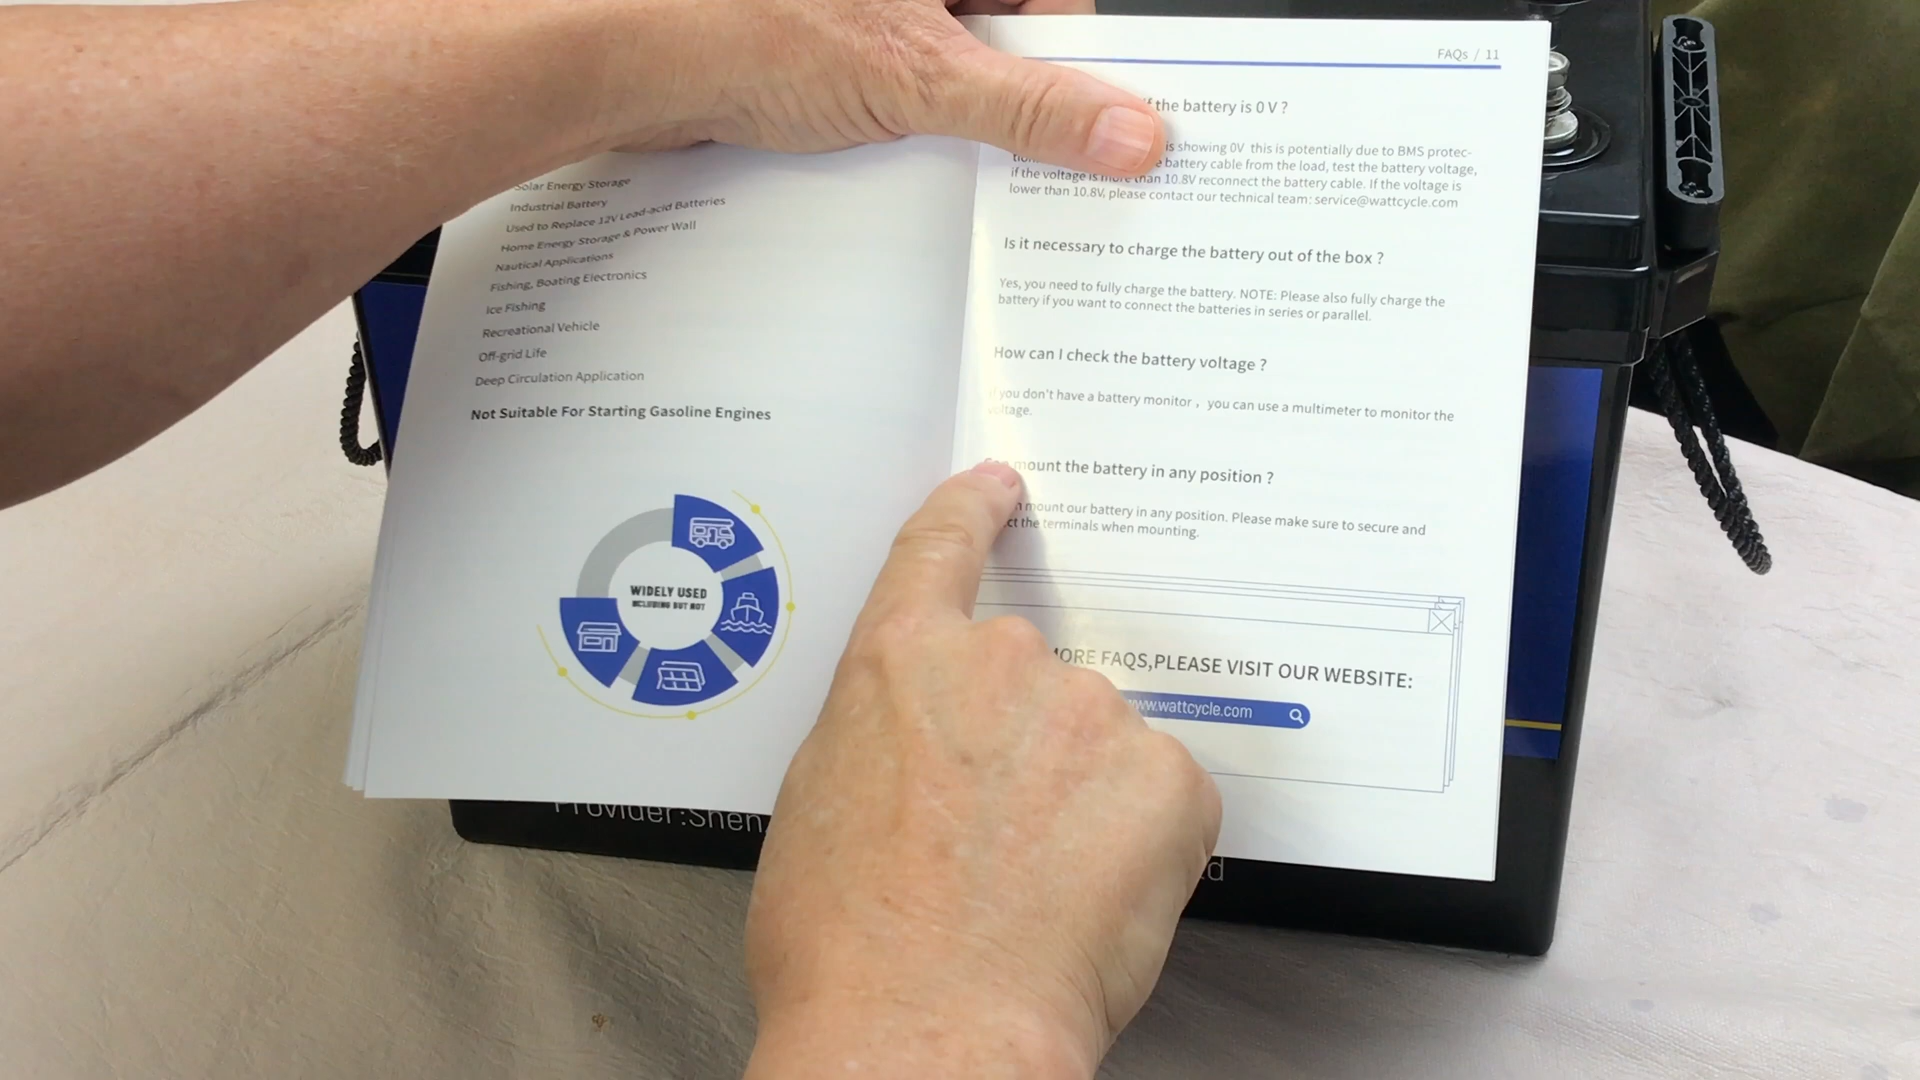 Solar Energy Storage
Industrial Battery
Used to Replace 12V Lead-acid Batteries
Home Energy Storage & Power Wall
Nautical Applications
Fishing, Boating Electronics
Ice Fishing
Recreational Vehicle
Off-grid Life
Deep Circulation Application
Not Suitable For Starting Gasoline Engines
WIDELY USED
INCLUDING BUT NOT
FAQs / 11
the battery is 0 V ?
is showing 0V this is potentially due to BMS protec-
battery cable from the load, test the battery voltage,
if the voltage is more than 10.8V reconnect the battery cable. If the voltage is
lower than 10.8V, please contact our technical team: service@wattcycle.com
Is it necessary to charge the battery out of the box ?
Yes, you need to fully charge the battery. NOTE: Please also fully charge the
battery if you want to connect the batteries in series or parallel.
How can I check the battery voltage ?
you don't have a battery monitor , you can use a multimeter to monitor the
voltage.
mount the battery in any position ?
mount our battery in any position. Please make sure to secure and
the terminals when mounting.
FAQS,PLEASE VISIT OUR WEBSITE:
www.wattcycle.com
Provider:Shen